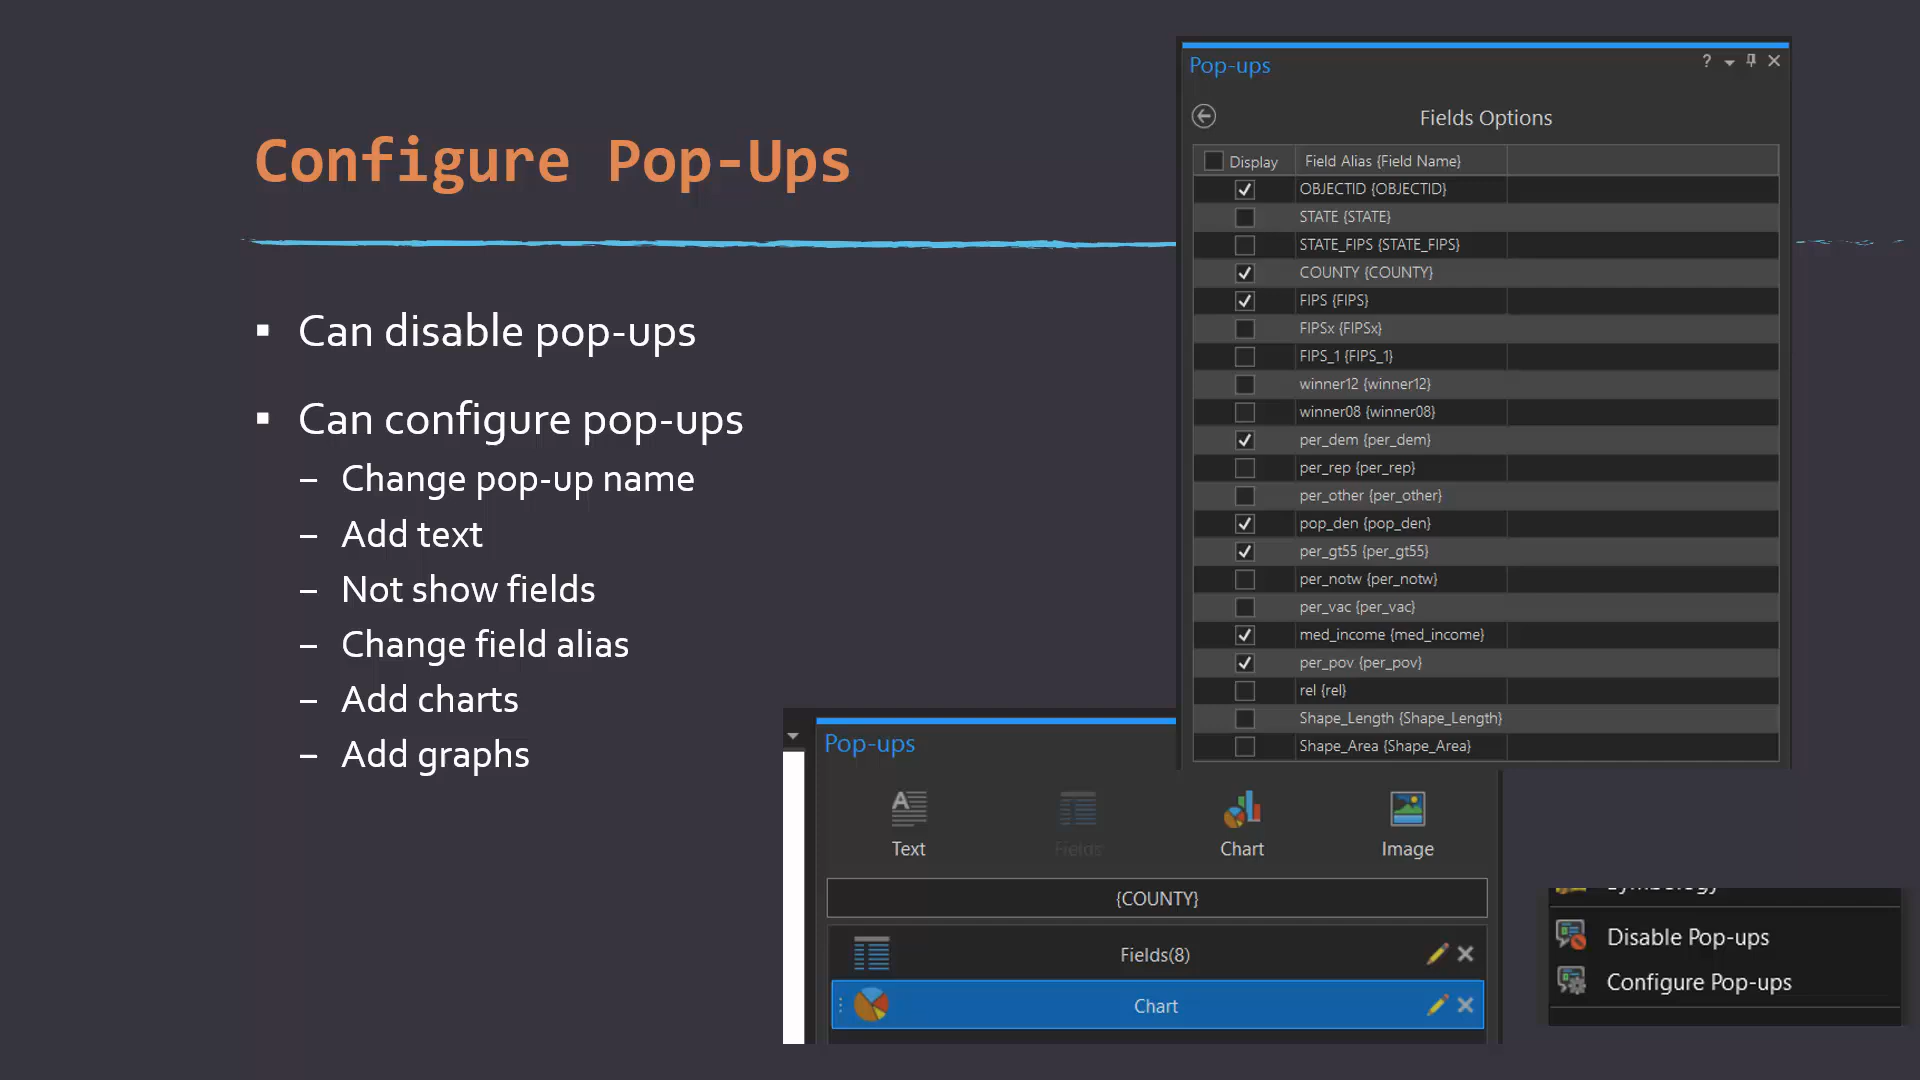 Configure Pop-Ups
▪ Can disable pop-ups
▪ Can configure pop-ups
– Change pop-up name
– Add text
– Not show fields
– Change field alias
– Add charts
– Add graphs
Pop-ups
?
Fields Options
Display Field Alias {Field Name}
OBJECTID {OBJECTID}
STATE {STATE}
STATE_FIPS {STATE_FIPS}
COUNTY {COUNTY}
FIPS {FIPS}
FIPSx {FIPSx}
FIPS_1 {FIPS_1}
winner12 {winner12}
winner08 {winner08}
per_dem {per_dem}
per_rep {per_rep}
per_other {per_other}
pop_den {pop_den}
per_gt55 {per_gt55}
per_notw {per_notw}
per_vac {per_vac}
med_income {med_income}
per_pov {per_pov}
rel {rel}
Shape_Length {Shape_Length}
Shape_Area {Shape_Area}
Pop-ups
Text Fields Chart Image
{COUNTY}
Fields(8)
Chart
Symbology
Disable Pop-ups
Configure Pop-ups